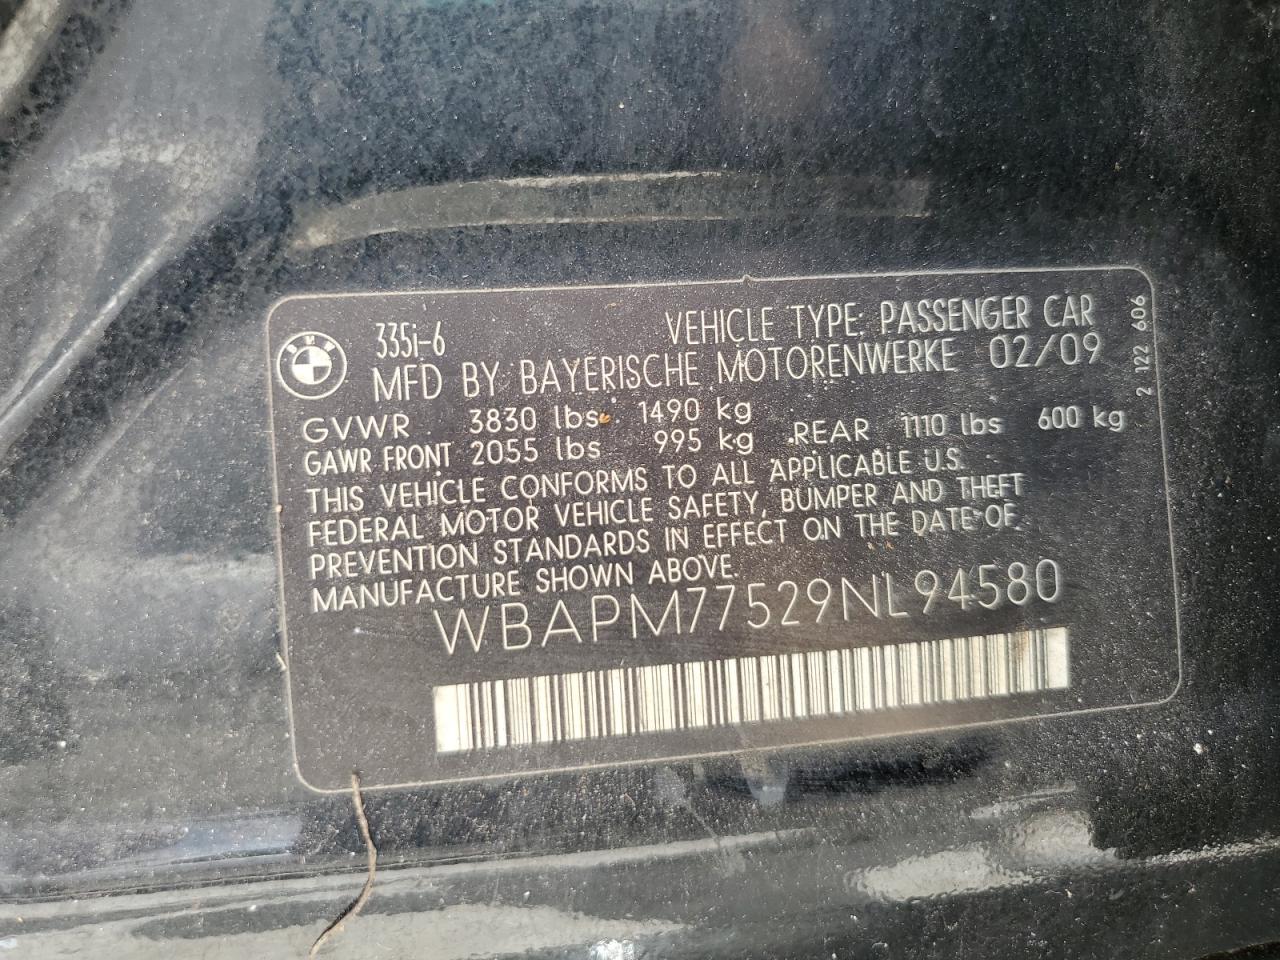 335i-6 VEHICLE TYPE: PASSENGER CAR
MFD BY BAYERISCHE MOTORENWERKE 02/09
GVWR 3830 lbs 1490 kg
GAWR FRONT 2055 lbs 995 kg REAR 1110 lbs 600 kg
THIS VEHICLE CONFORMS TO ALL APPLICABLE U.S.
FEDERAL MOTOR VEHICLE SAFETY, BUMPER AND THEFT
PREVENTION STANDARDS IN EFFECT ON THE DATE OF
MANUFACTURE SHOWN ABOVE.
WBAPM77529NL94580
2 122 606